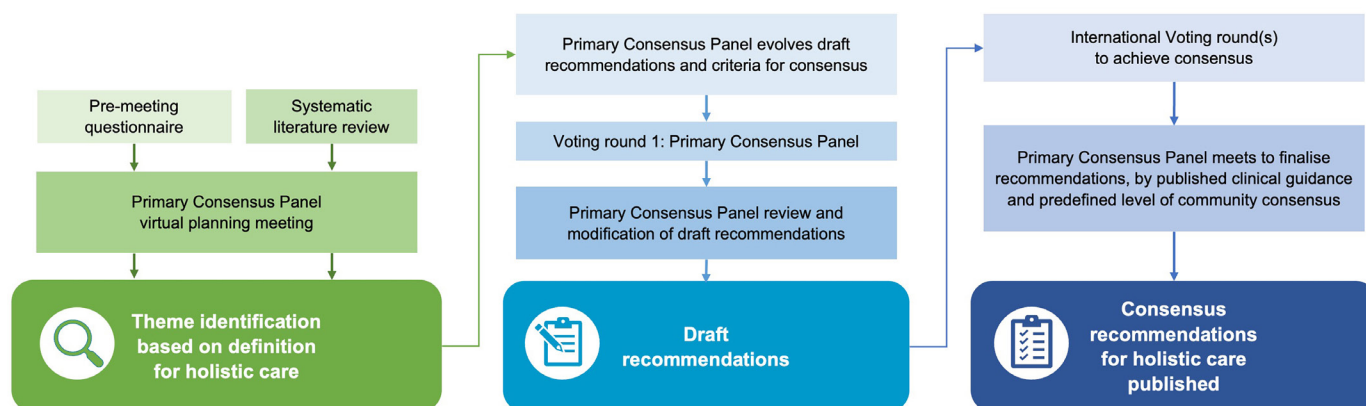 Pre-meeting
questionnaire
Systematic
literature review
Primary Consensus Panel
virtual planning meeting
Theme identification
based on definition
for holistic care
Primary Consensus Panel evolves draft
recommendations and criteria for consensus
Voting round 1: Primary Consensus Panel
Primary Consensus Panel review and
modification of draft recommendations
Draft
recommendations
International Voting round(s)
to achieve consensus
Primary Consensus Panel meets to finalise
recommendations, by published clinical guidance
and predefined level of community consensus
Consensus
recommendations
for holistic care
published